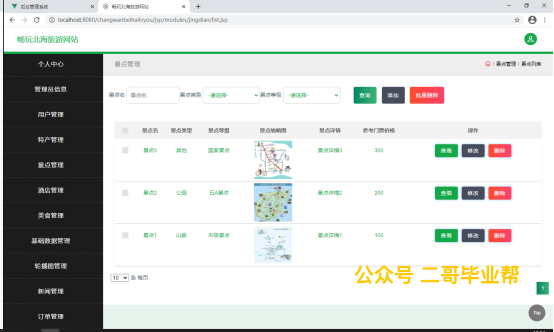 后台管理系统
畅玩北海旅游网站
localhost:8080/changwanbeihailvyou/jsp/modules/jingdian/list.jsp
畅玩北海旅游网站
个人中心
管理员信息
用户管理
特产管理
景点管理
酒店管理
美食管理
基础数据管理
轮播图管理
新闻管理
订单管理
景点管理
/ 景点管理 / 景点列表
景点名 景点名 景点类型 -请选择- 景点等级 -请选择- 查询 添加 批量删除
景点名 景点类型 景点等级 景点地略图 景点详情 参考门票价格 操作
景点3 其他 国家景点 景点详情3 300 查看 修改 删除
景点2 公园 五A景点 景点详情2 200 查看 修改 删除
景点1 山脉 市级景点 景点详情1 100 查看 修改 删除
10 条 每页
公众号 二哥毕业帮
1
Top